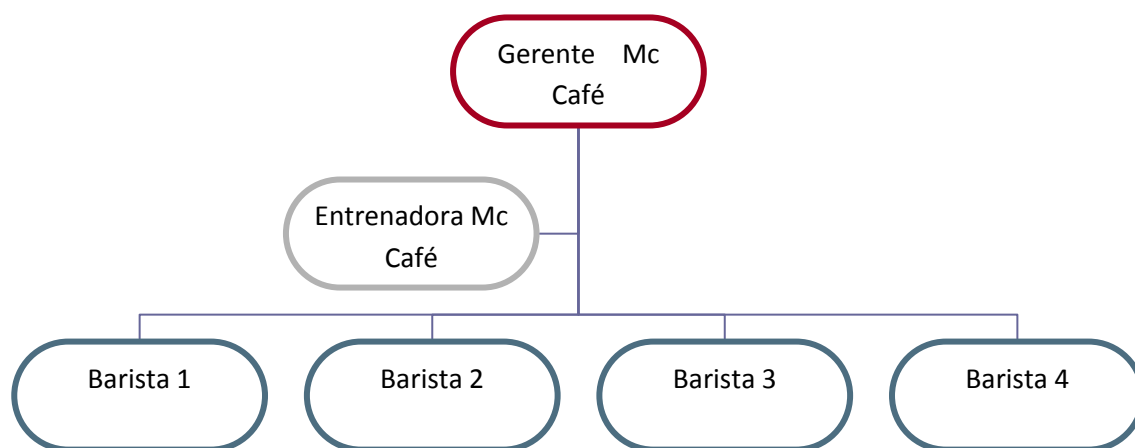 Gerente Mc
Café
Entrenadora Mc
Café
Barista 1
Barista 2
Barista 3
Barista 4